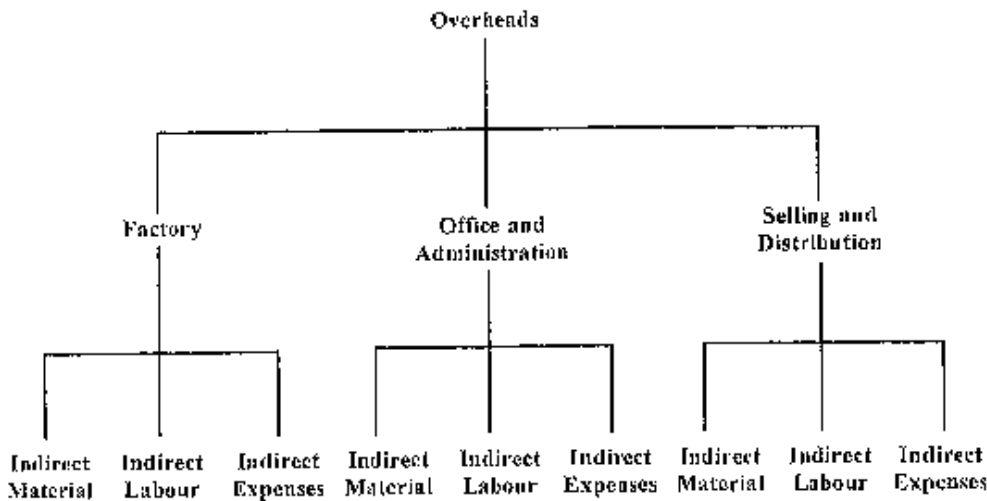 Overheads
Factory
Office and
Administration
Selling and
Distribution
Indirect
Material
Indirect
Labour
Indirect
Expenses
Indirect
Material
Indirect
Labour
Indirect
Expenses
Indirect
Material
Indirect
Labour
Indirect
Expenses